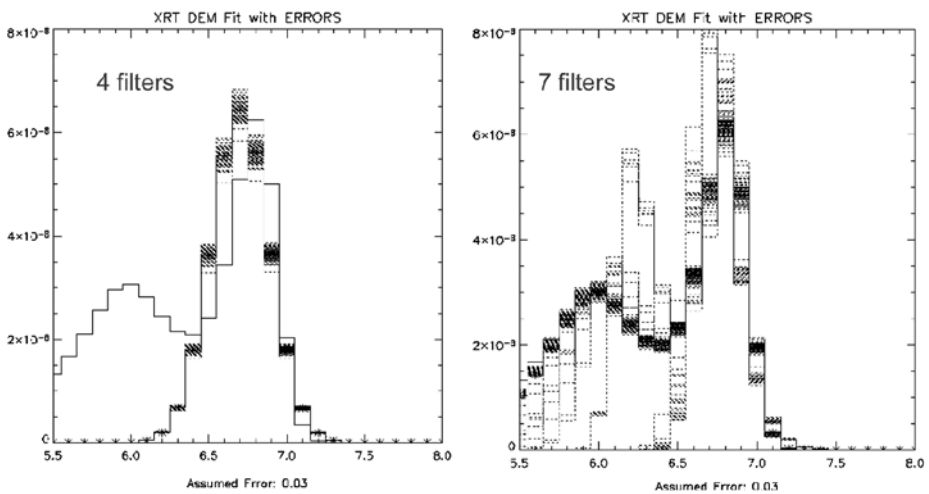 XRT DEM Fit with ERRORS
8×10⁻⁸
6×10⁻⁸
4×10⁻⁸
2×10⁻⁸
0
4 filters
5.5 6.0 6.5 7.0 7.5 8.0
Assumed Error: 0.03
XRT DEM Fit with ERRORS
8×10⁻⁸
6×10⁻⁸
4×10⁻⁸
2×10⁻⁸
0
7 filters
5.5 6.0 6.5 7.0 7.5 8.0
Assumed Error: 0.03